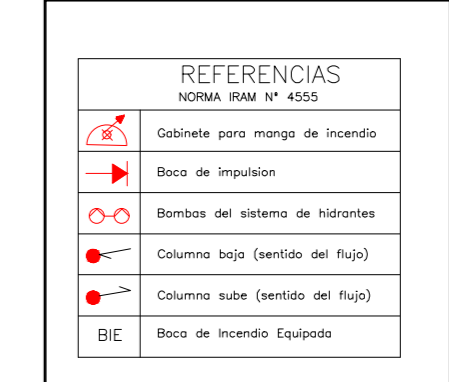 REFERENCIAS
NORMA IRAM N° 4555
Gabinete para manga de incendio
Boca de impulsion
Bombas del sistema de hidrantes
Columna baja (sentido del flujo)
Columna sube (sentido del flujo)
BIE Boca de Incendio Equipada